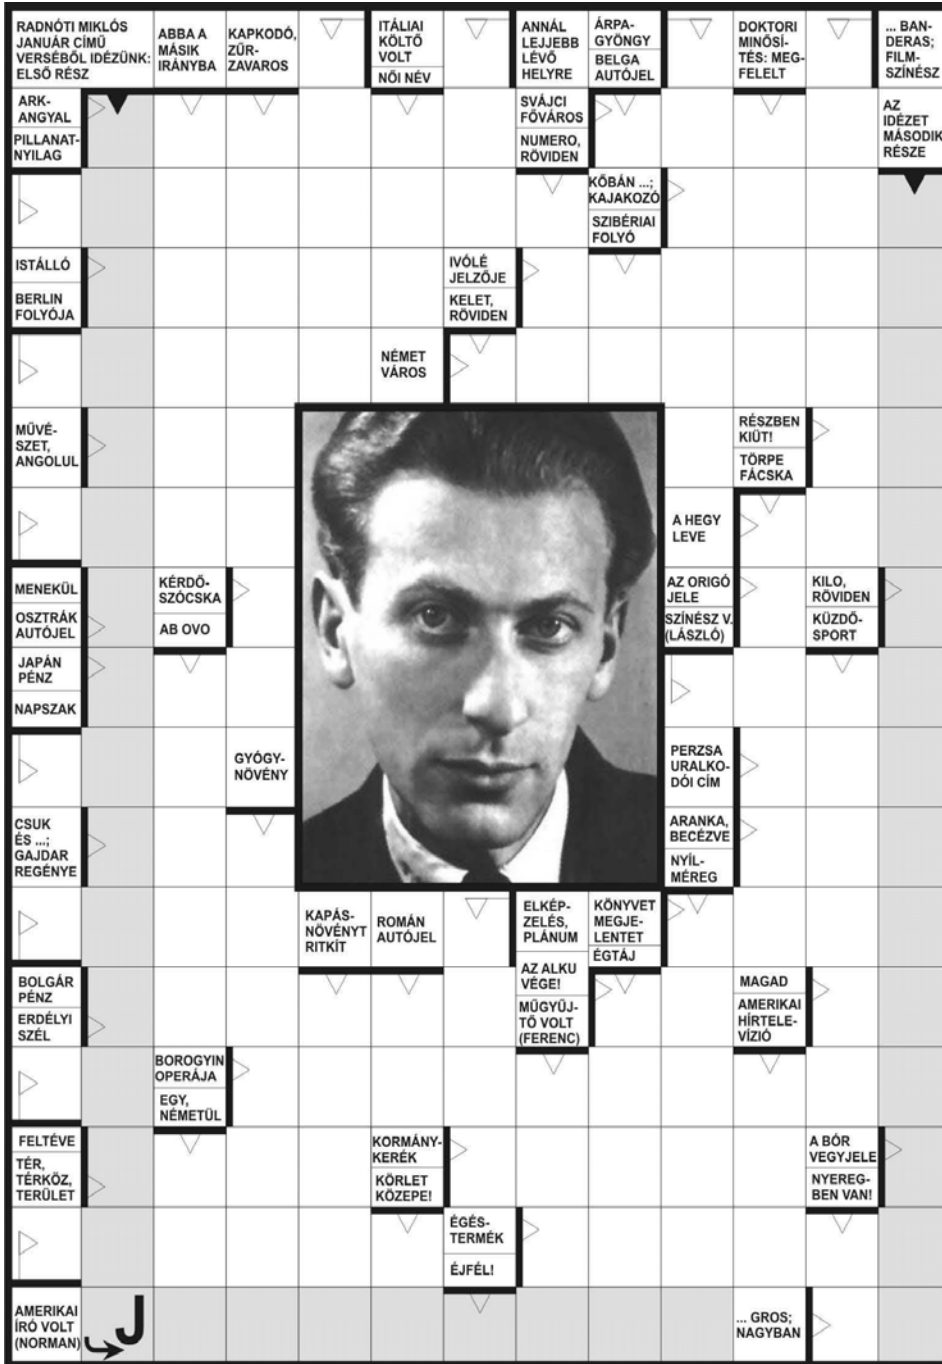 RADNÓTI MIKLÓS
JANUÁR CÍMŰ
VERSÉBŐL IDÉZÜNK:
ELSŐ RÉSZ
ABBA A
MÁSIK
IRÁNYBA
KAPKODÓ,
ZŰR-
ZAVAROS
ITÁLIAI
KÖLTŐ
VOLT
NŐI NÉV
ANNÁL
LEJJEBB
LÉVŐ
HELYRE
ÁRPA-
GYÖNGY
BELGA
AUTÓJEL
DOKTORI
MINŐSÍ-
TÉS: MEG-
FELELT
... BAN-
DERAS;
FILM-
SZÍNÉSZ
ARK-
ANGYAL
PILLANAT-
NYILAG
SVÁJCI
FŐVÁROS
NUMERO,
RÖVIDEN
AZ
IDÉZET
MÁSODIK
RÉSZE
KŐBÁN ...;
KAJAKOZÓ
SZIBÉRIAI
FOLYÓ
ISTÁLLÓ
BERLIN
FOLYÓJA
IVÓLÉ
JELZŐJE
KELET,
RÖVIDEN
NÉMET
VÁROS
MŰVÉ-
SZET,
ANGOLUL
RÉSZBEN
KIÜT!
TÖRPE
FÁCSKA
A HEGY
LEVE
MENEKÜL
OSZTRÁK
AUTÓJEL
KÉRDŐ-
SZÓCSKA
AB OVO
AZ ORIGÓ
JELE
SZÍNÉSZ V.
(LÁSZLÓ)
KILO,
RÖVIDEN
KÜZDŐ-
SPORT
JAPÁN
PÉNZ
NAPSZAK
GYÓGY-
NÖVÉNY
PERZSA
URALKO-
DÓI CÍM
CSUK
ÉS ...;
GAJDAR
REGÉNYE
ARANKA,
BECÉZVE
NYÍL-
MÉREG
KAPÁS-
NÖVÉNYT
RITKÍT
ROMÁN
AUTÓJEL
ELKÉP-
ZELÉS,
PLÁNUM
AZ ALKU
VÉGE!
MŰGYŰJ-
TŐ VOLT
(FERENC)
KÖNYVET
MEGJE-
LENTET
ÉGTÁJ
BOLGÁR
PÉNZ
ERDÉLYI
SZÉL
MAGAD
AMERIKAI
HÍRTELE-
VÍZIÓ
BOROGYIN
OPERÁJA
EGY,
NÉMETÜL
FELTÉVE
TÉR,
TÉRKÖZ,
TERÜLET
KORMÁNY-
KERÉK
KÖRLET
KÖZEPE!
A BÓR
VEGYJELE
NYEREG-
BEN VAN!
ÉGÉS-
TERMÉK
ÉJFÉL!
AMERIKAI
ÍRÓ VOLT
(NORMAN)
J
... GROS;
NAGYBAN